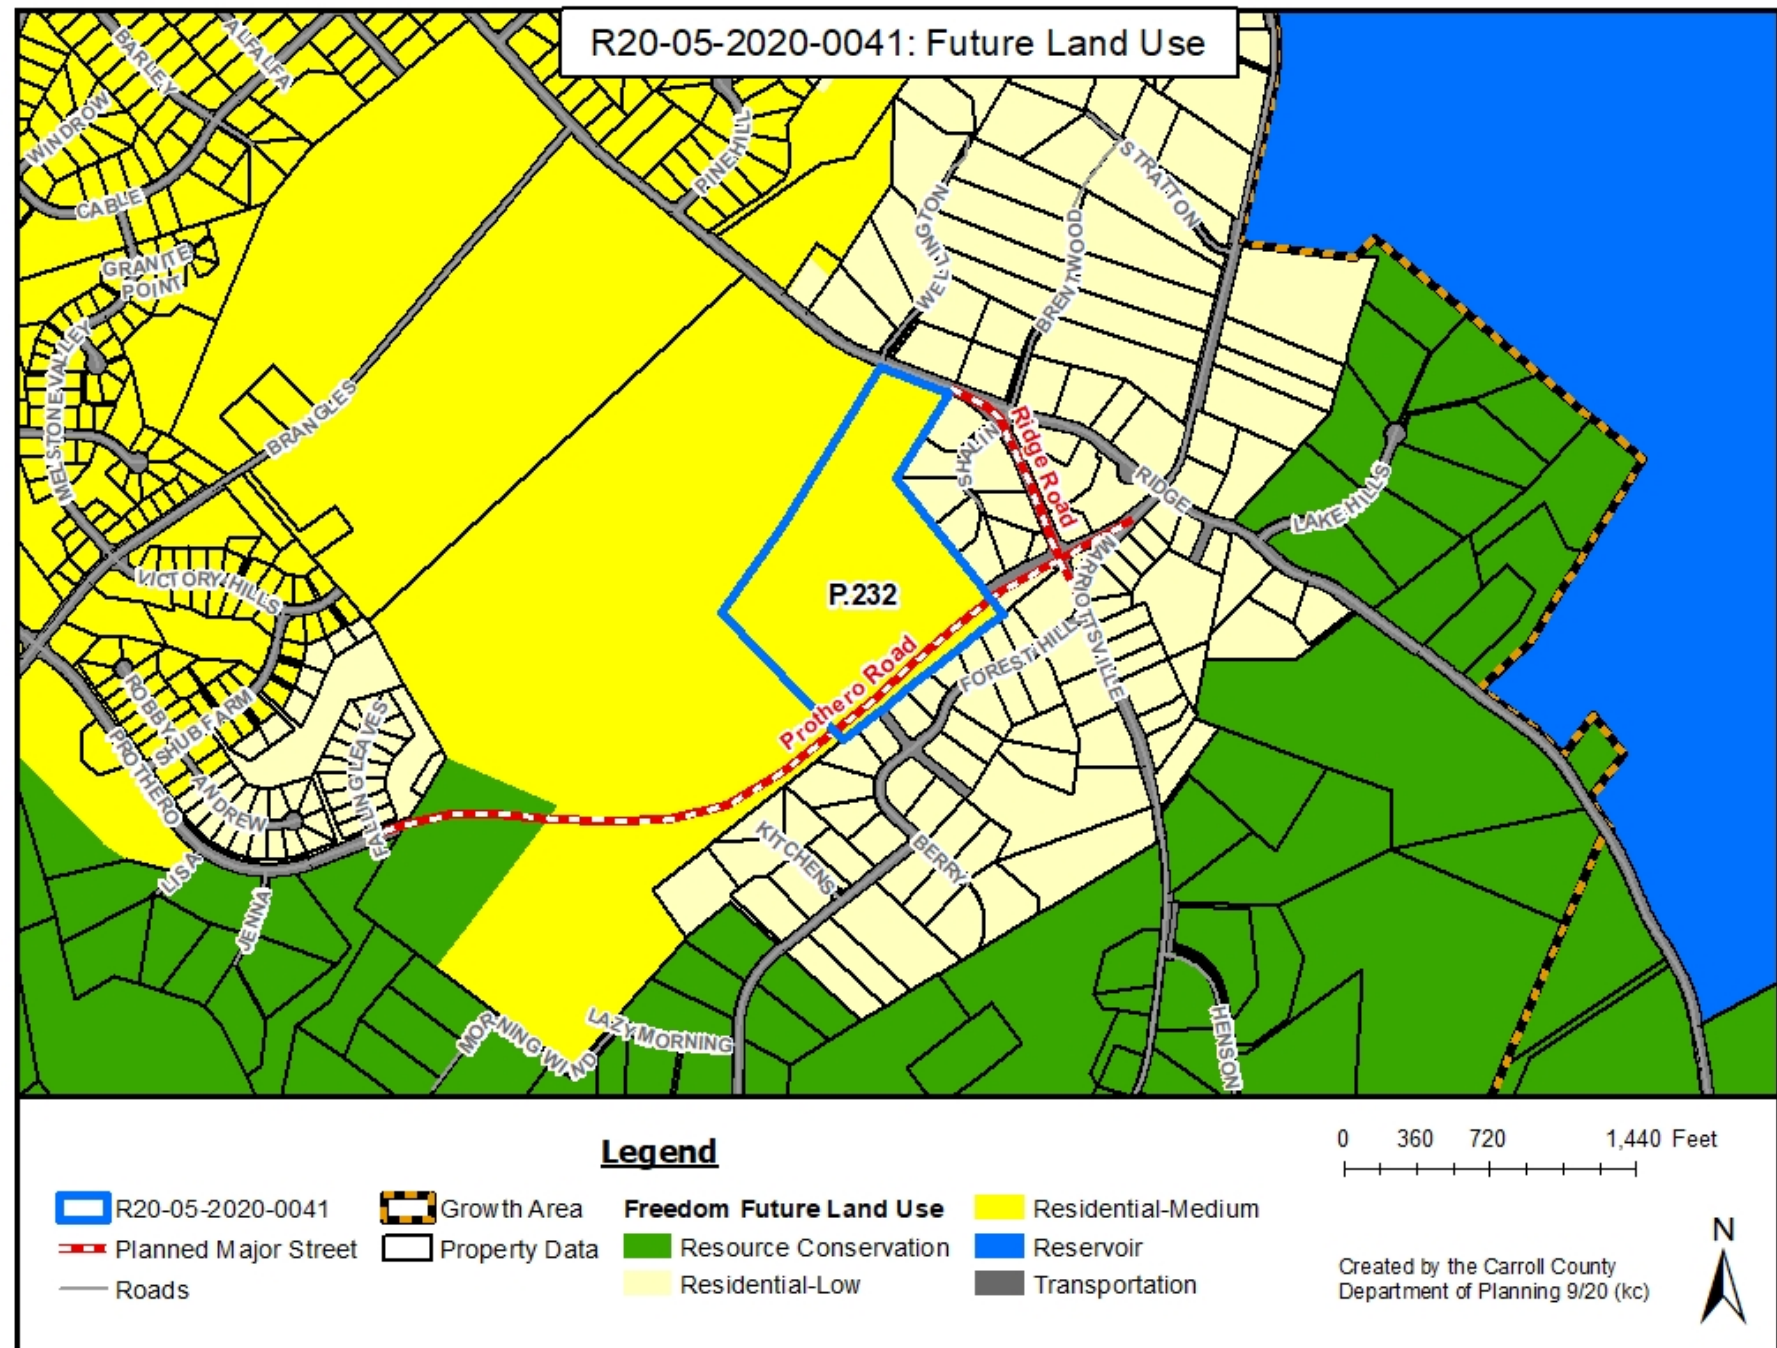 R20-05-2020-0041: Future Land Use
BARLEY
ALFALFA
WINDROW
CABLE
PINEHILL
STRATTON
WELLINGTON
BRENTWOOD
GRANITE
POINT
MELSTONE VALLEY
BRANGLES
Ridge Road
SHALIN
RIDGE
LAKE HILLS
MARRIOTTSVILLE
VICTORY HILLS
P.232
FOREST HILL
Prothero Road
ROBBY
SHUB FARM
PROTHERO
ANDREW
FALLING LEAVES
LISA
JENNA
KITCHENS
BERRY
MORNING WIND
LAZY MORNING
HENSON
Legend
R20-05-2020-0041
Planned Major Street
Roads
Growth Area
Property Data
Freedom Future Land Use
Resource Conservation
Residential-Low
Residential-Medium
Reservoir
Transportation
0 360 720 1,440 Feet
Created by the Carroll County
Department of Planning 9/20 (kc)
N